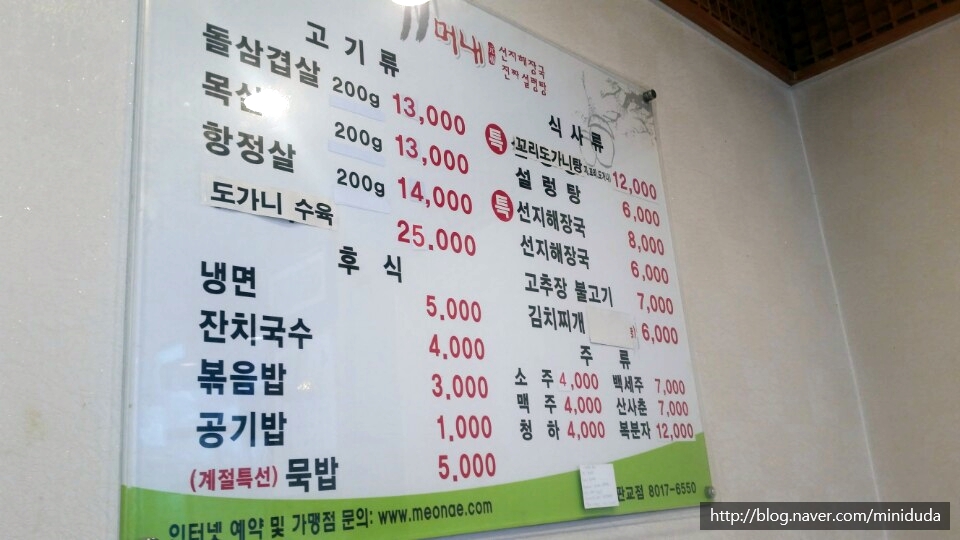 머내
선지해장국
진짜설렁탕
고 기 류
돌삼겹살 200g 13,000
목신 200g 13,000
항정살 200g 14,000
도가니 수육 25.000
후 식
냉면 5.000
잔치국수 4.000
볶음밥 3.000
공기밥 1.000
(계절특선) 묵밥 5.000
식 사 류
특 꼬리도가니탕 12,000
설 렁 탕 6,000
특 선지해장국 8,000
선지해장국 6,000
고추장 불고기 7,000
김치찌개 6,000
주 류
소 주 4,000 백세주 7,000
맥 주 4,000 산사춘 7,000
청 하 4,000 복분자 12,000
인터넷 예약 및 가맹점 문의: www.meonae.com
판교점 8017-6550
http://blog.naver.com/miniduda